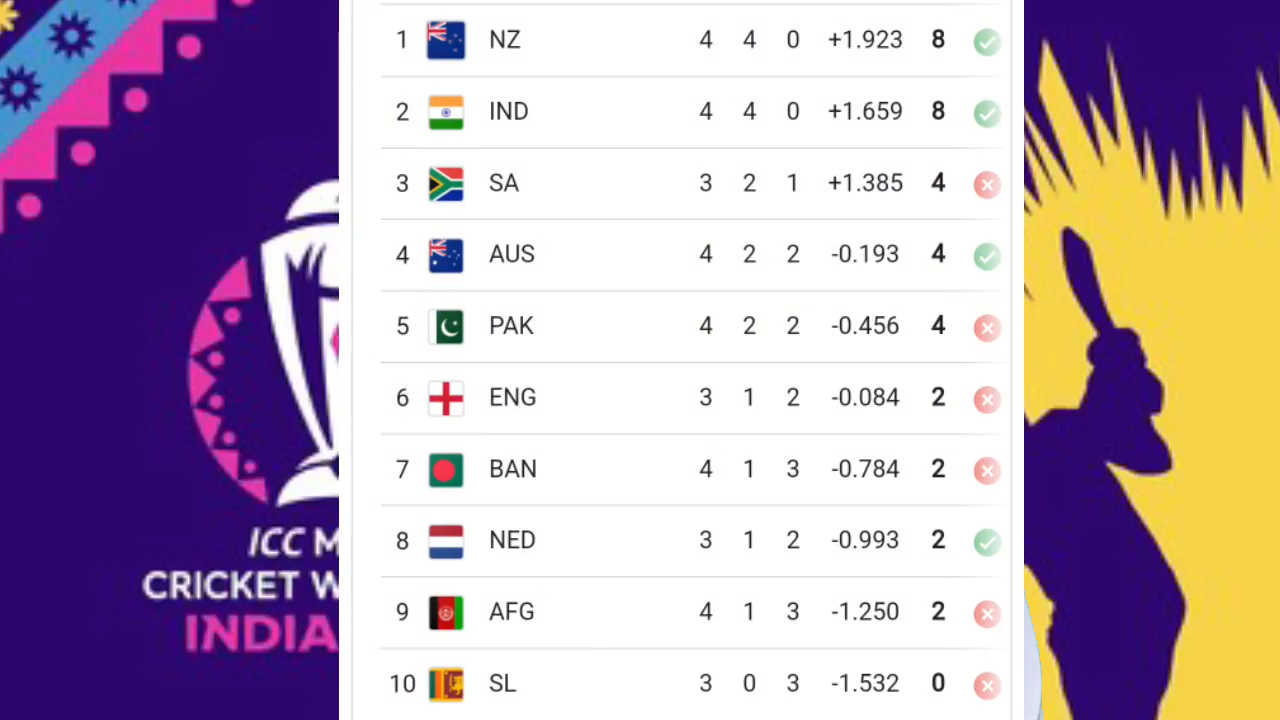 1 NZ 4 4 0 +1.923 8
2 IND 4 4 0 +1.659 8
3 SA 3 2 1 +1.385 4
4 AUS 4 2 2 -0.193 4
5 PAK 4 2 2 -0.456 4
6 ENG 3 1 2 -0.084 2
7 BAN 4 1 3 -0.784 2
8 NED 3 1 2 -0.993 2
9 AFG 4 1 3 -1.250 2
10 SL 3 0 3 -1.532 0
ICC M
CRICKET W
INDIA